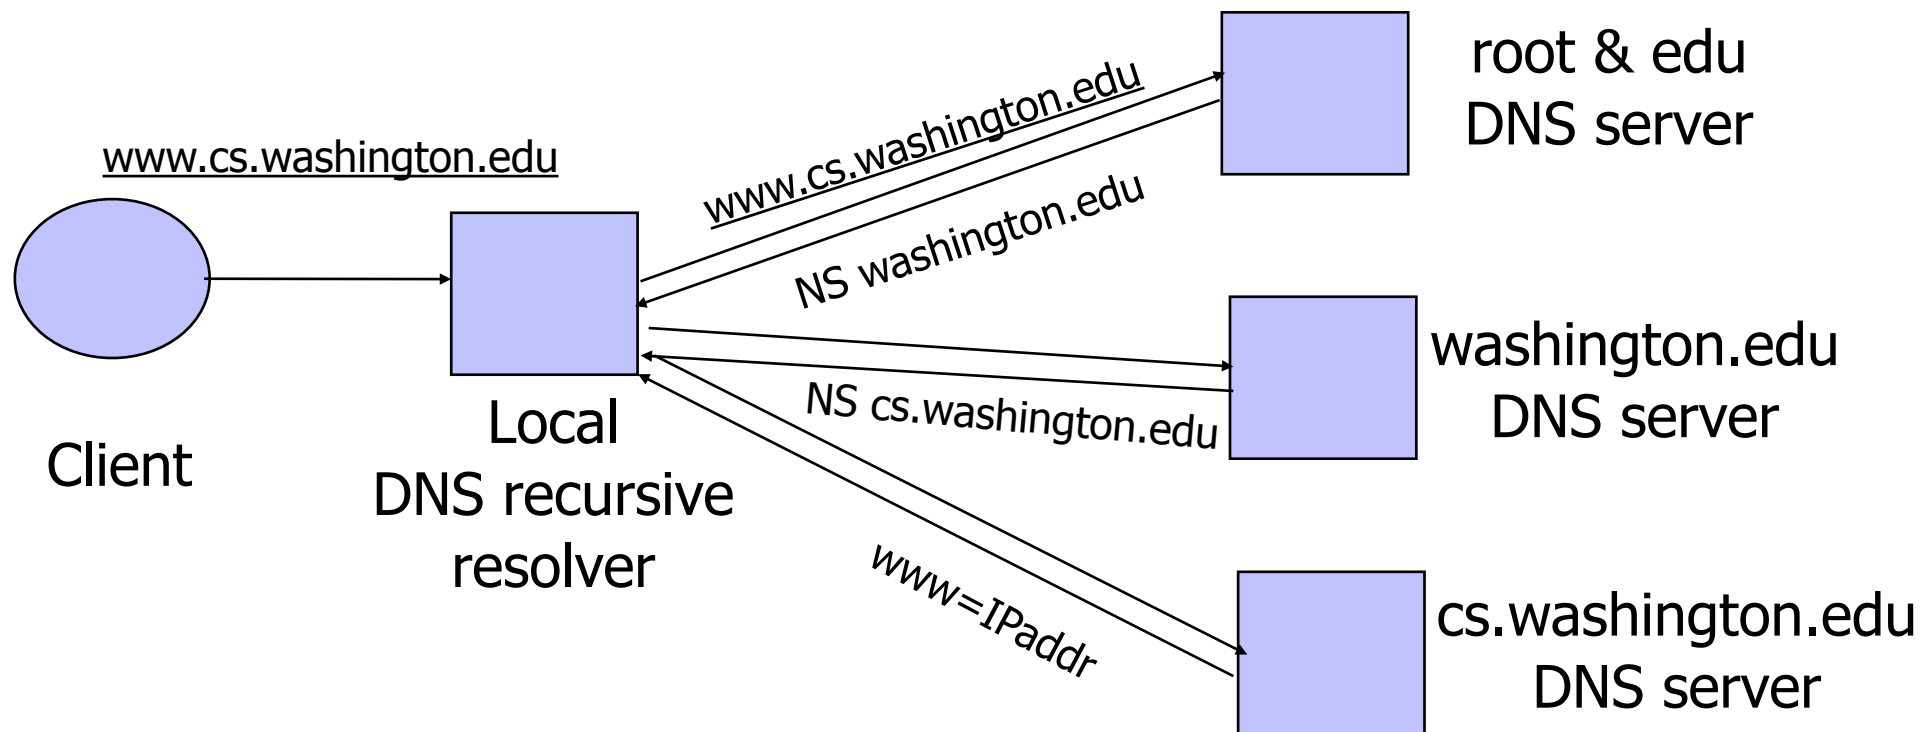 www.cs.washington.edu
Client
Local
DNS recursive
resolver
www.cs.washington.edu
NS washington.edu
NS cs.washington.edu
www=IPaddr
root & edu
DNS server
washington.edu
DNS server
cs.washington.edu
DNS server